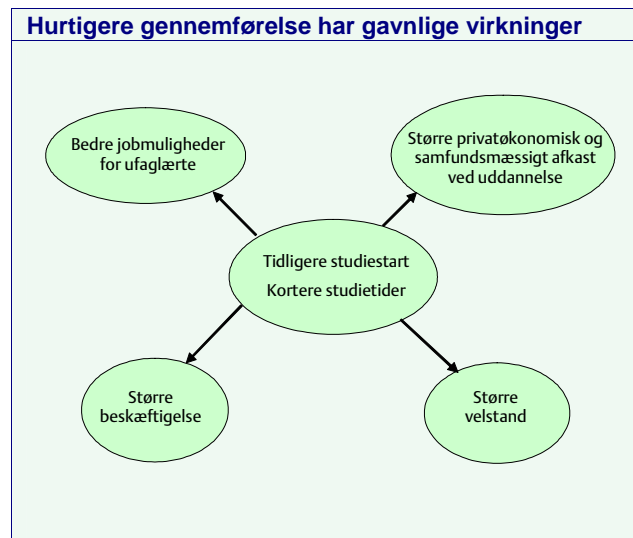 Hurtigere gennemførelse har gavnlige virkninger
Bedre jobmuligheder
for ufaglærte
Større privatøkonomisk og
samfundsmæssigt afkast
ved uddannelse
Tidligere studiestart
Kortere studietider
Større
beskæftigelse
Større
velstand